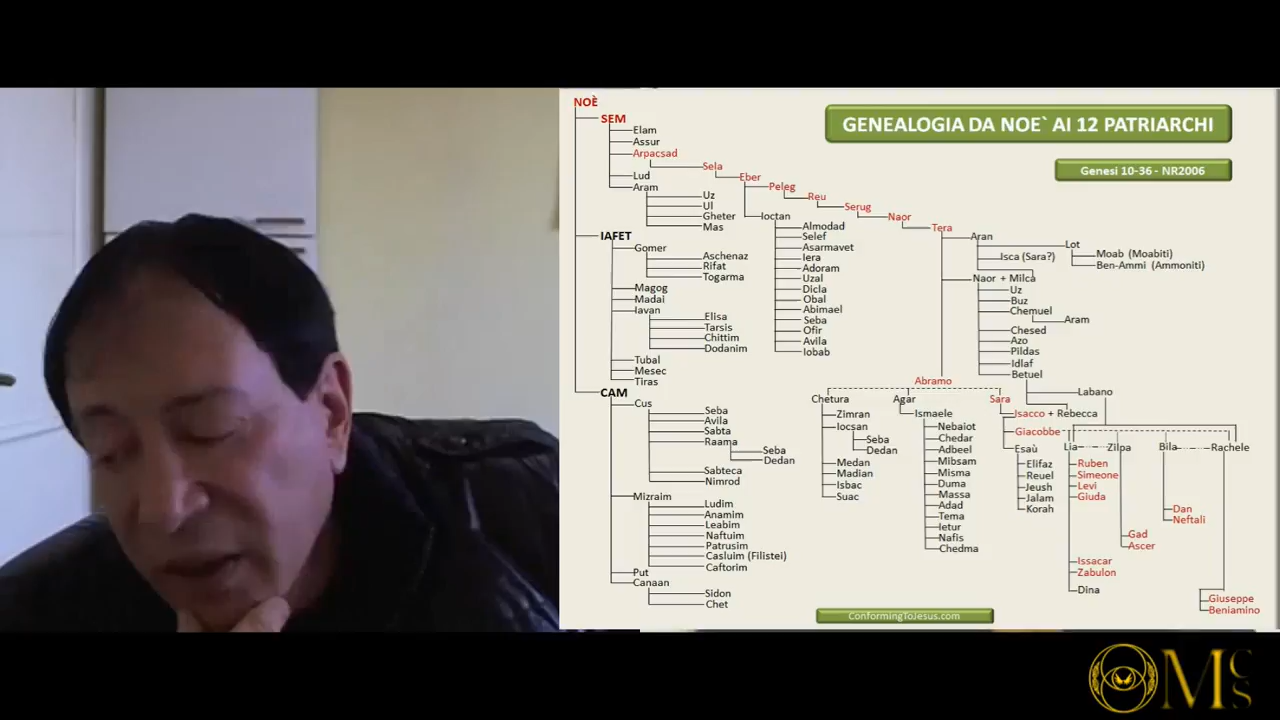 GENEALOGIA DA NOE` AI 12 PATRIARCHI
Genesi 10-36 - NR2006
NOÈ
SEM
Elam
Assur
Arpacsad
Sela
Eber
Peleg
Reu
Serug
Naor
Tera
Lud
Aram
Uz
Ul
Gheter
Mas
Ioctan
Almodad
Selef
Asarmavet
Iera
Adoram
Uzal
Dicla
Obal
Abimael
Seba
Ofir
Avila
Iobab
Aran
Lot
Moab (Moabiti)
Ben-Ammi (Ammoniti)
Isca (Sara?)
Naor + Milca
Uz
Buz
Chemuel
Aram
Chesed
Azo
Pildas
Idlaf
Betuel
Labano
IAFET
Gomer
Aschenaz
Rifat
Togarma
Magog
Madai
Iavan
Elisa
Tarsis
Chittim
Dodanim
Tubal
Mesec
Tiras
CAM
Cus
Seba
Avila
Sabta
Raama
Seba
Dedan
Sabteca
Nimrod
Mizraim
Ludim
Anamim
Leabim
Naftuim
Patrusim
Casluim (Filistei)
Caftorim
Put
Canaan
Sidon
Chet
Abramo
Chetura
Zimran
Iocsan
Seba
Dedan
Medan
Madian
Isbac
Suac
Agar
Ismaele
Nebaiot
Chedar
Adbeel
Mibsam
Misma
Duma
Massa
Adad
Tema
Ietur
Nafis
Chedma
Sara
Isacco + Rebecca
Giacobbe
Esaù
Elifaz
Reuel
Jeush
Jalam
Korah
Lia
Zilpa
Bila
Rachele
Ruben
Simeone
Levi
Giuda
Dan
Neftali
Gad
Ascer
Issacar
Zabulon
Dina
Giuseppe
Beniamino
ConformingToJesus.com
OMCS